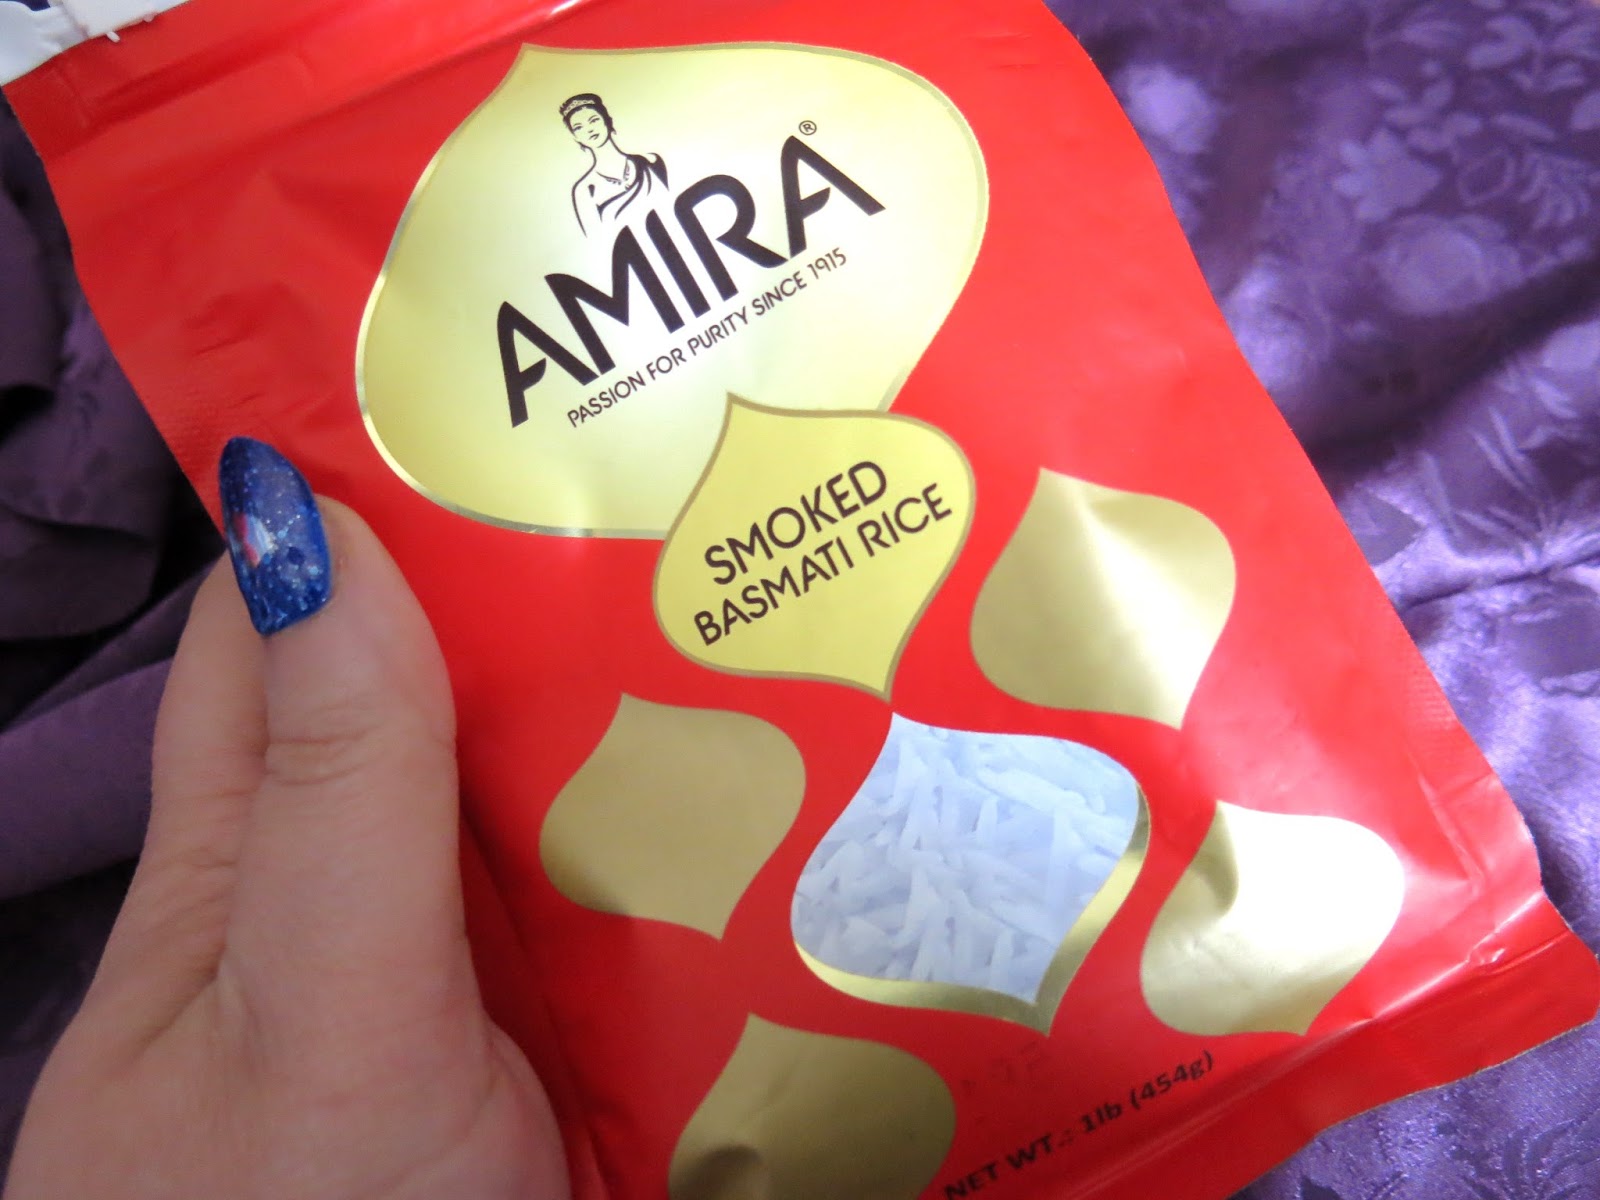 AMIRA®
PASSION FOR PURITY SINCE 1915
SMOKED
BASMATI RICE
NET WT.: 1lb (454g)